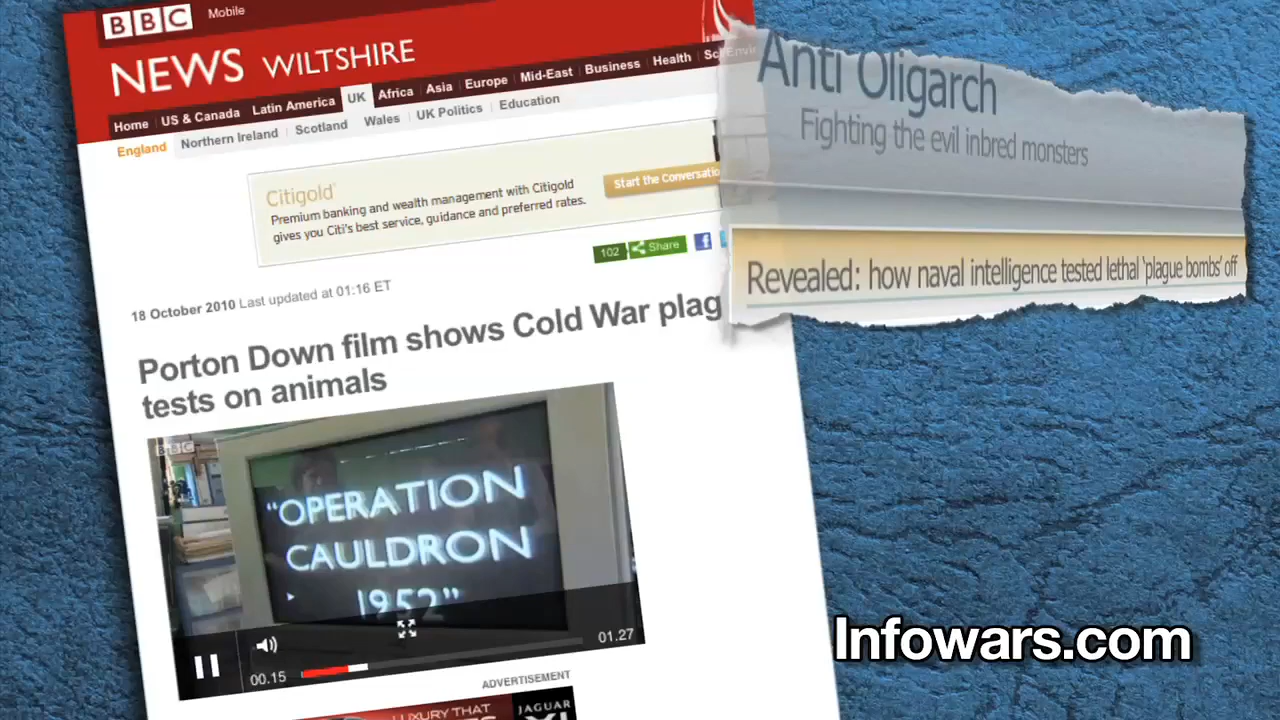 BBC Mobile
NEWS WILTSHIRE
Home US & Canada Latin America UK Africa Asia Europe Mid-East Business Health
England Northern Ireland Scotland Wales UK Politics Education
Citigold
Premium banking and wealth management with Citigold
gives you Citi's best service, guidance and preferred rates.
Start the
102 Share
18 October 2010 Last updated at 01:16 ET
Porton Down film shows Cold War plag
tests on animals
BBC
"OPERATION
CAULDRON
1952"
00.15 01.27
ADVERTISEMENT
LUXURY THAT
JAGUAR
Anti Oligarch
Fighting the evil inbred monsters
Revealed: how naval intelligence tested lethal 'plague bombs' off
Infowars.com